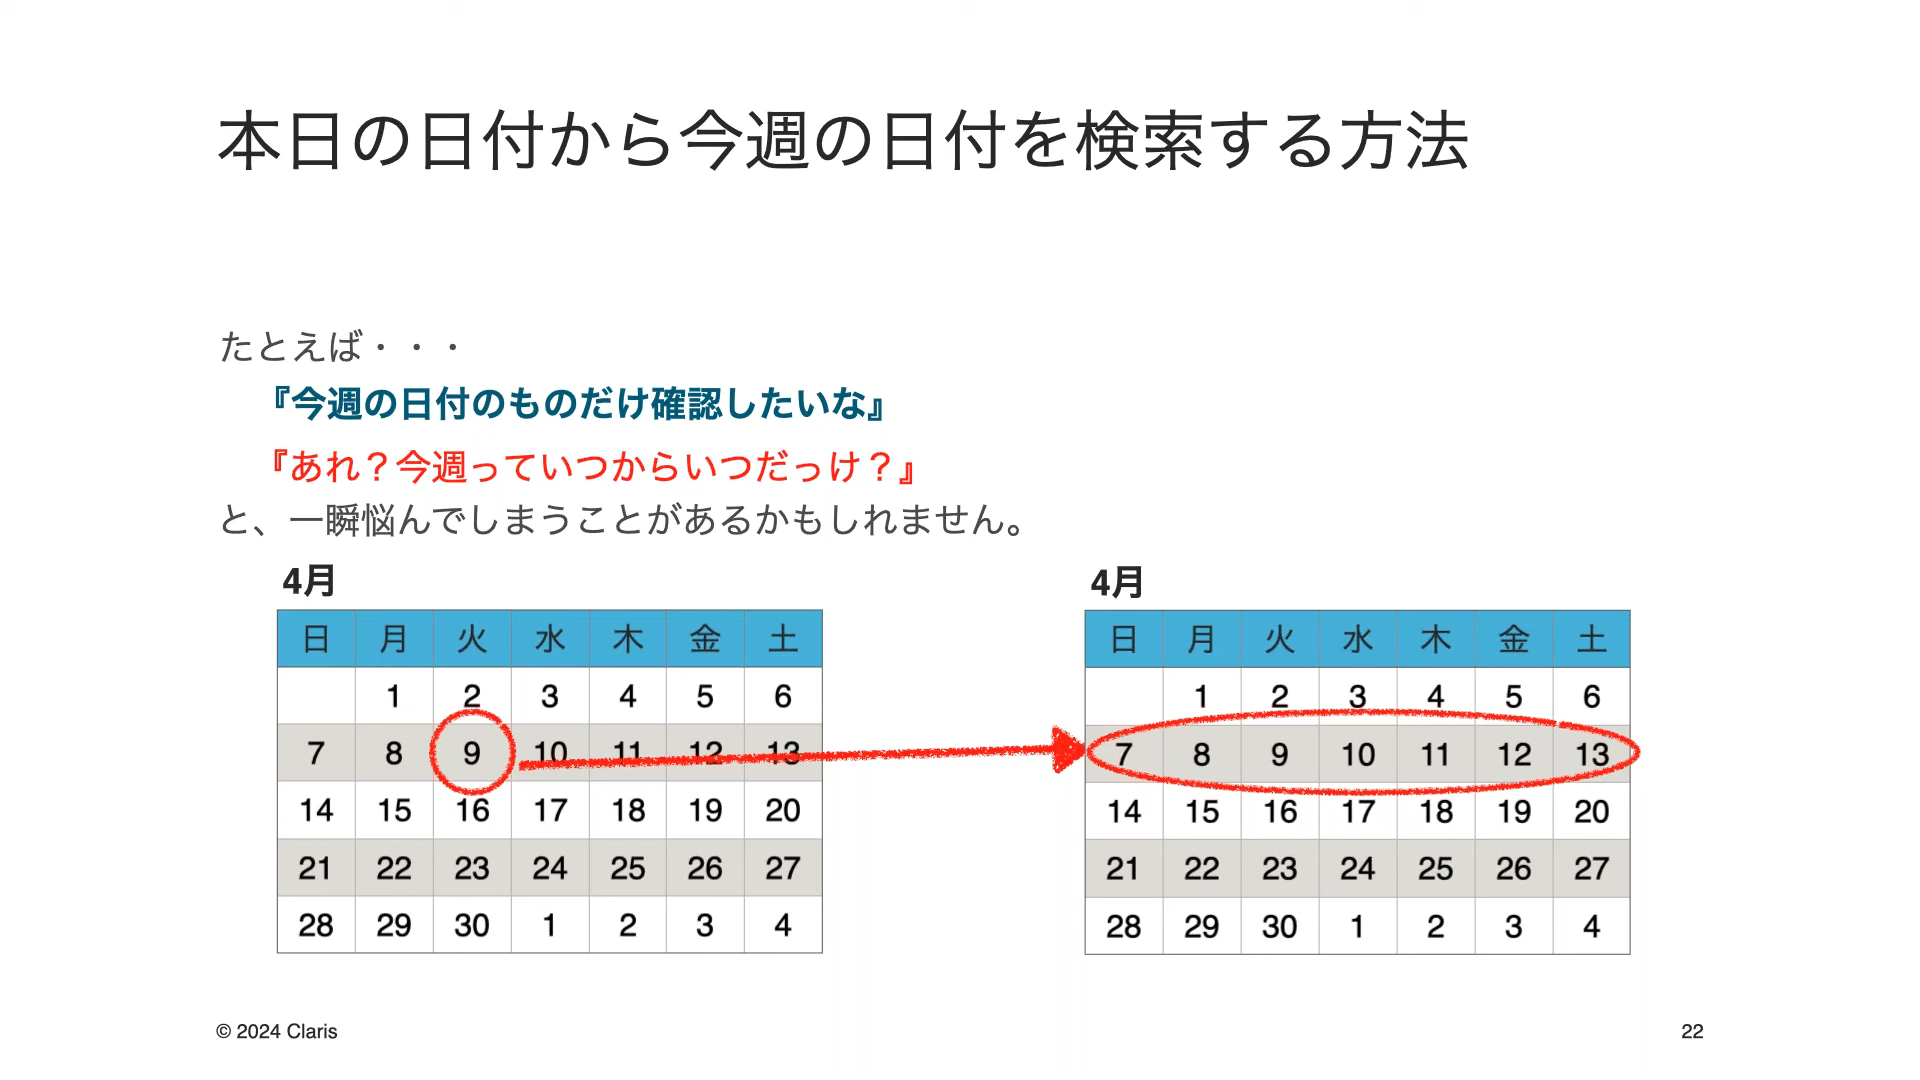 本日の日付から今週の日付を検索する方法
たとえば・・・
『今週の日付のものだけ確認したいな』
『あれ？今週っていつからいつだっけ？』
と、一瞬悩んでしまうことがあるかもしれません。
4月
日 月 火 水 木 金 土
1 2 3 4 5 6
7 8 9 10 11 12 13
14 15 16 17 18 19 20
21 22 23 24 25 26 27
28 29 30 1 2 3 4
4月
日 月 火 水 木 金 土
1 2 3 4 5 6
7 8 9 10 11 12 13
14 15 16 17 18 19 20
21 22 23 24 25 26 27
28 29 30 1 2 3 4
© 2024 Claris
22